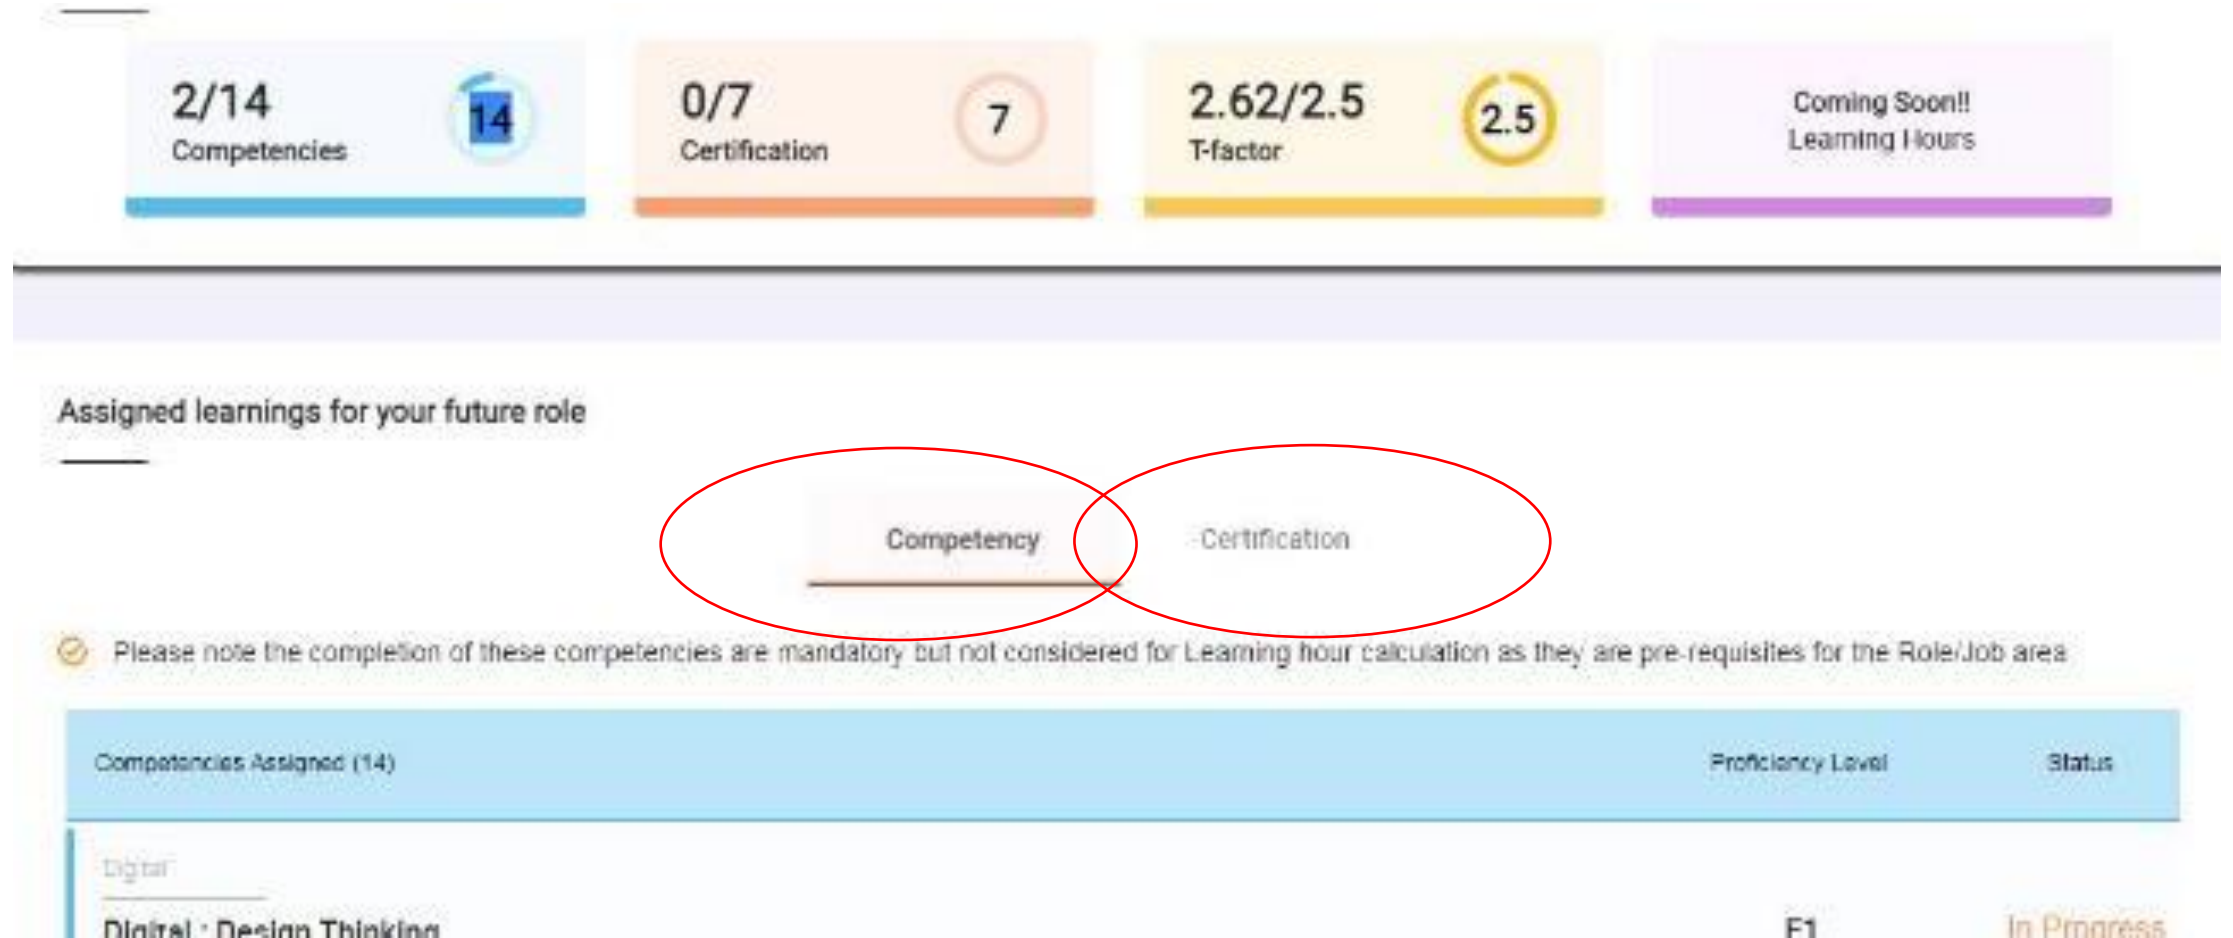 2/14
Competencies
14
0/7
Certification
7
2.62/2.5
T-factor
2.5
Coming Soon!!
Learning Hours
Assigned learnings for your future role
Competency
Certification
Please note the completion of these competencies are mandatory but not considered for Learning hour calculation as they are pre-requisites for the Role/Job area
Competencies Assigned (14)
Proficiency Level
Status
Digital
Digital : Design Thinking
E1
In Progress